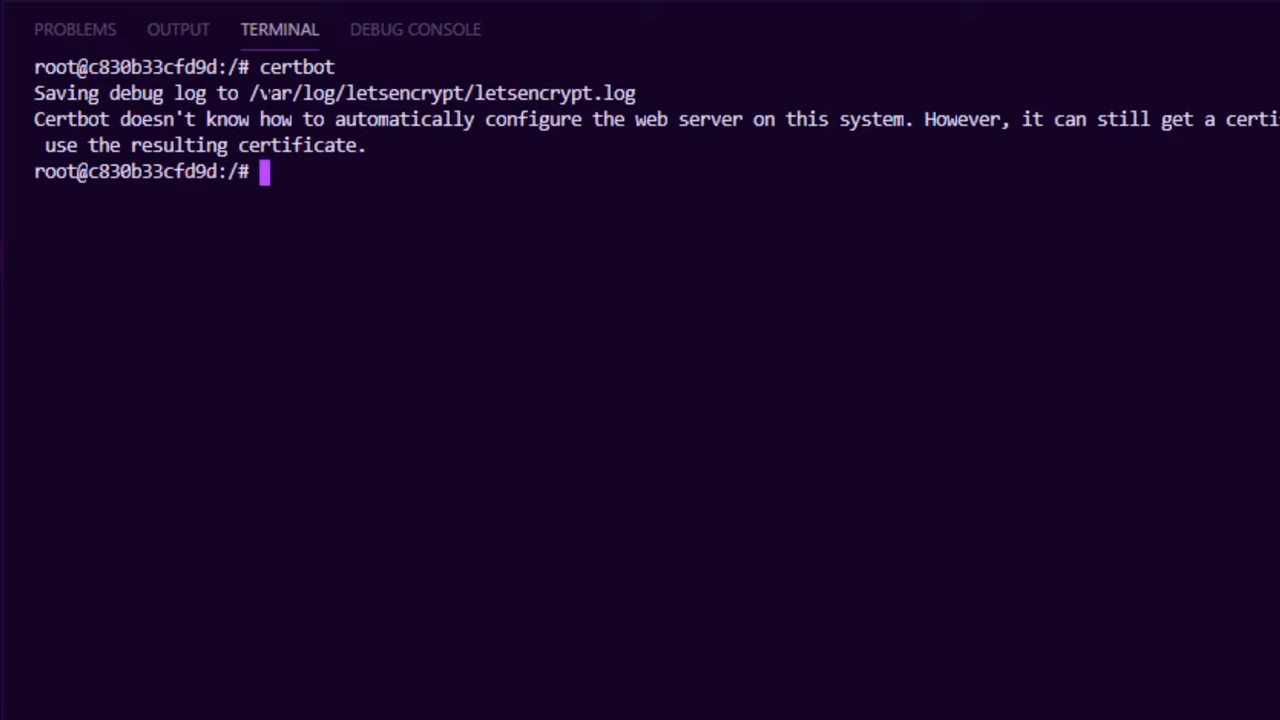 PROBLEMS OUTPUT TERMINAL DEBUG CONSOLE
root@c830b33cfd9d:/# certbot
Saving debug log to /var/log/letsencrypt/letsencrypt.log
Certbot doesn't know how to automatically configure the web server on this system. However, it can still get a certi
use the resulting certificate.
root@c830b33cfd9d:/#